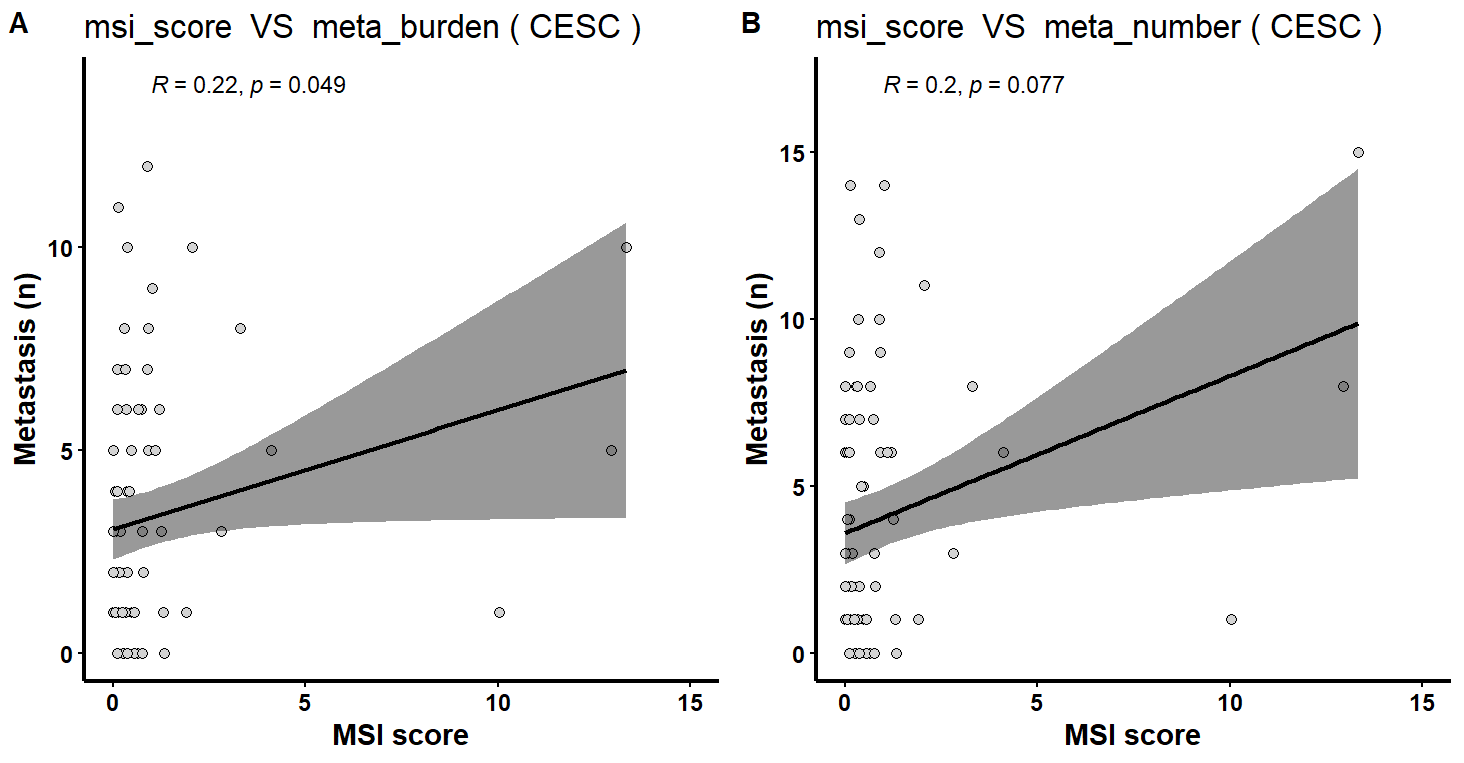 A
msi_score VS meta_burden ( CESC )
R = 0.22, p = 0.049
Metastasis (n)
10
5
0
0 5 10 15
MSI score
B
msi_score VS meta_number ( CESC )
R = 0.2, p = 0.077
Metastasis (n)
15
10
5
0
0 5 10 15
MSI score